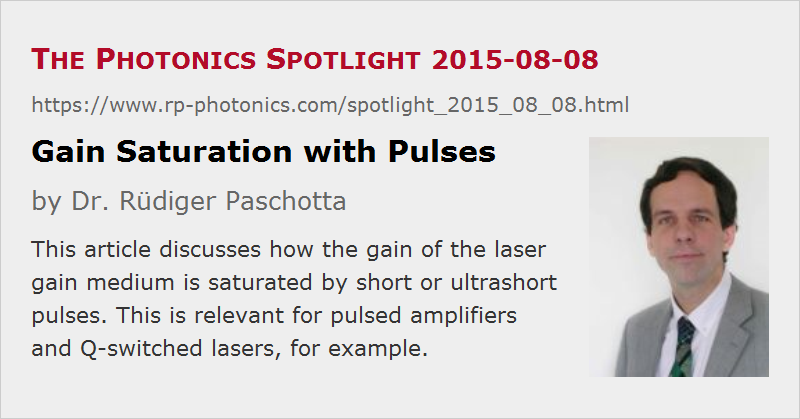 The Photonics Spotlight 2015-08-08
https://www.rp-photonics.com/spotlight_2015_08_08.html
Gain Saturation with Pulses
by Dr. Rüdiger Paschotta
This article discusses how the gain of the laser
gain medium is saturated by short or ultrashort
pulses. This is relevant for pulsed amplifiers
and Q-switched lasers, for example.